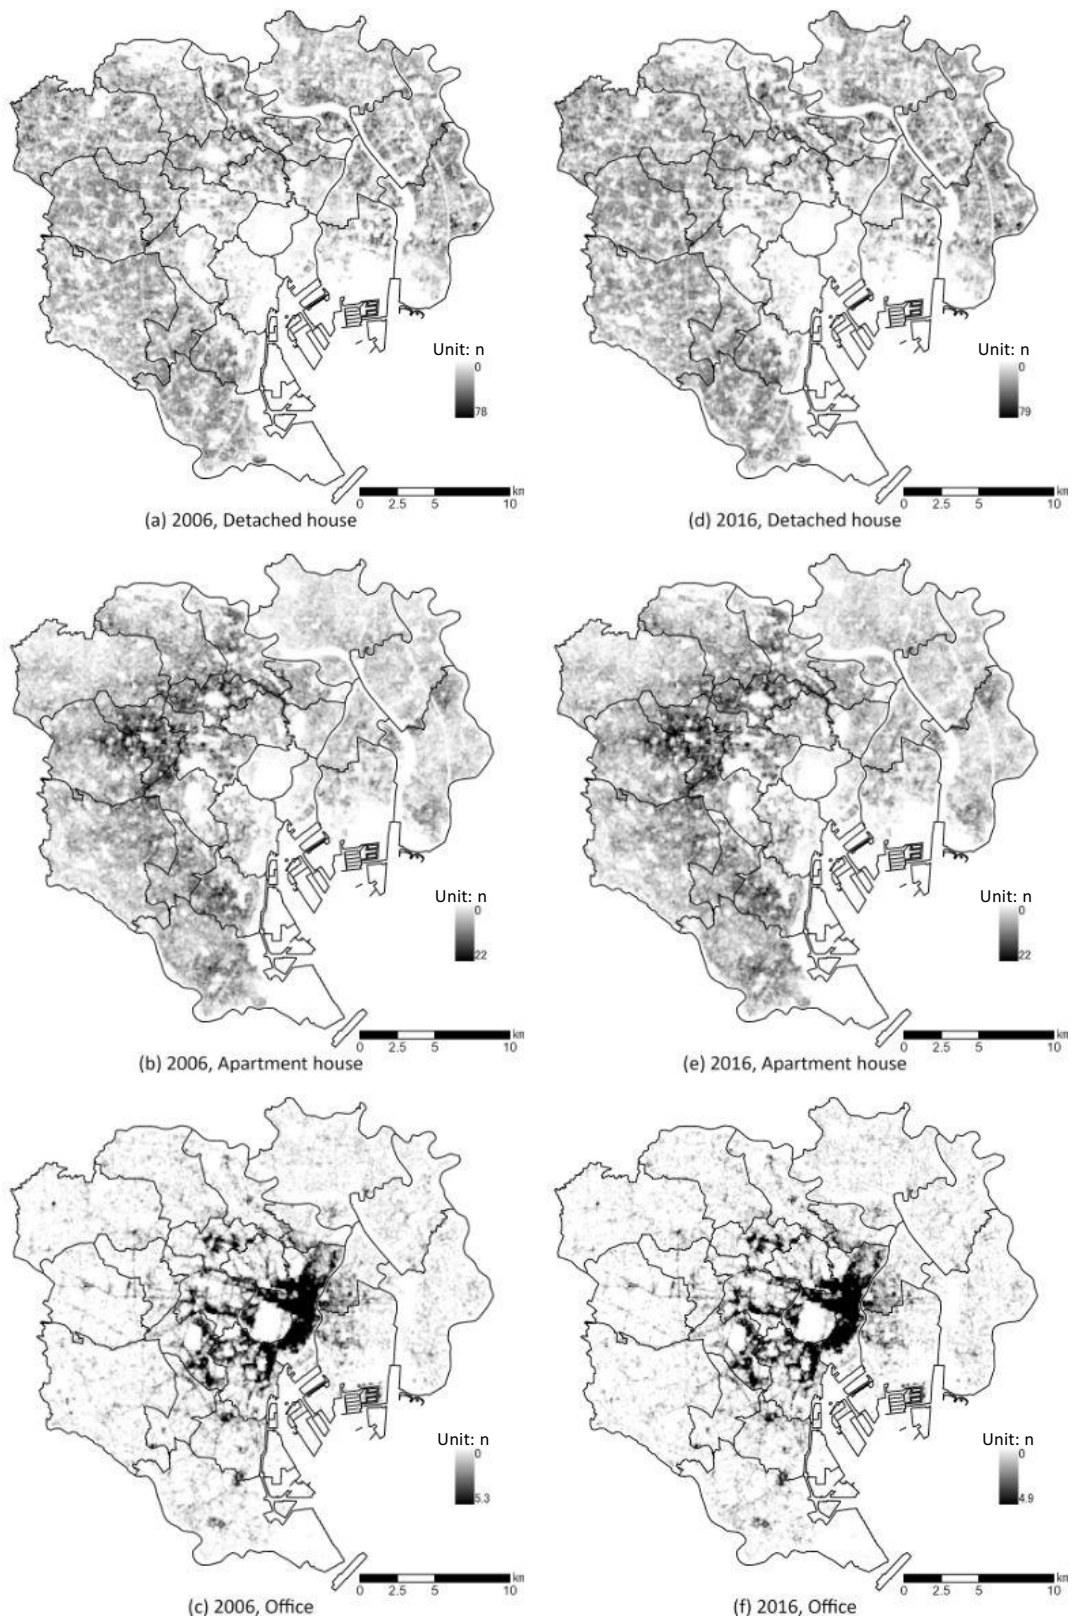 Unit: n
0
78
km
0 2.5 5 10
(a) 2006, Detached house
Unit: n
0
79
km
0 2.5 5 10
(d) 2016, Detached house
Unit: n
0
22
km
0 2.5 5 10
(b) 2006, Apartment house
Unit: n
0
22
km
0 2.5 5 10
(e) 2016, Apartment house
Unit: n
0
5.3
km
0 2.5 5 10
(c) 2006, Office
Unit: n
0
4.9
km
0 2.5 5 10
(f) 2016, Office